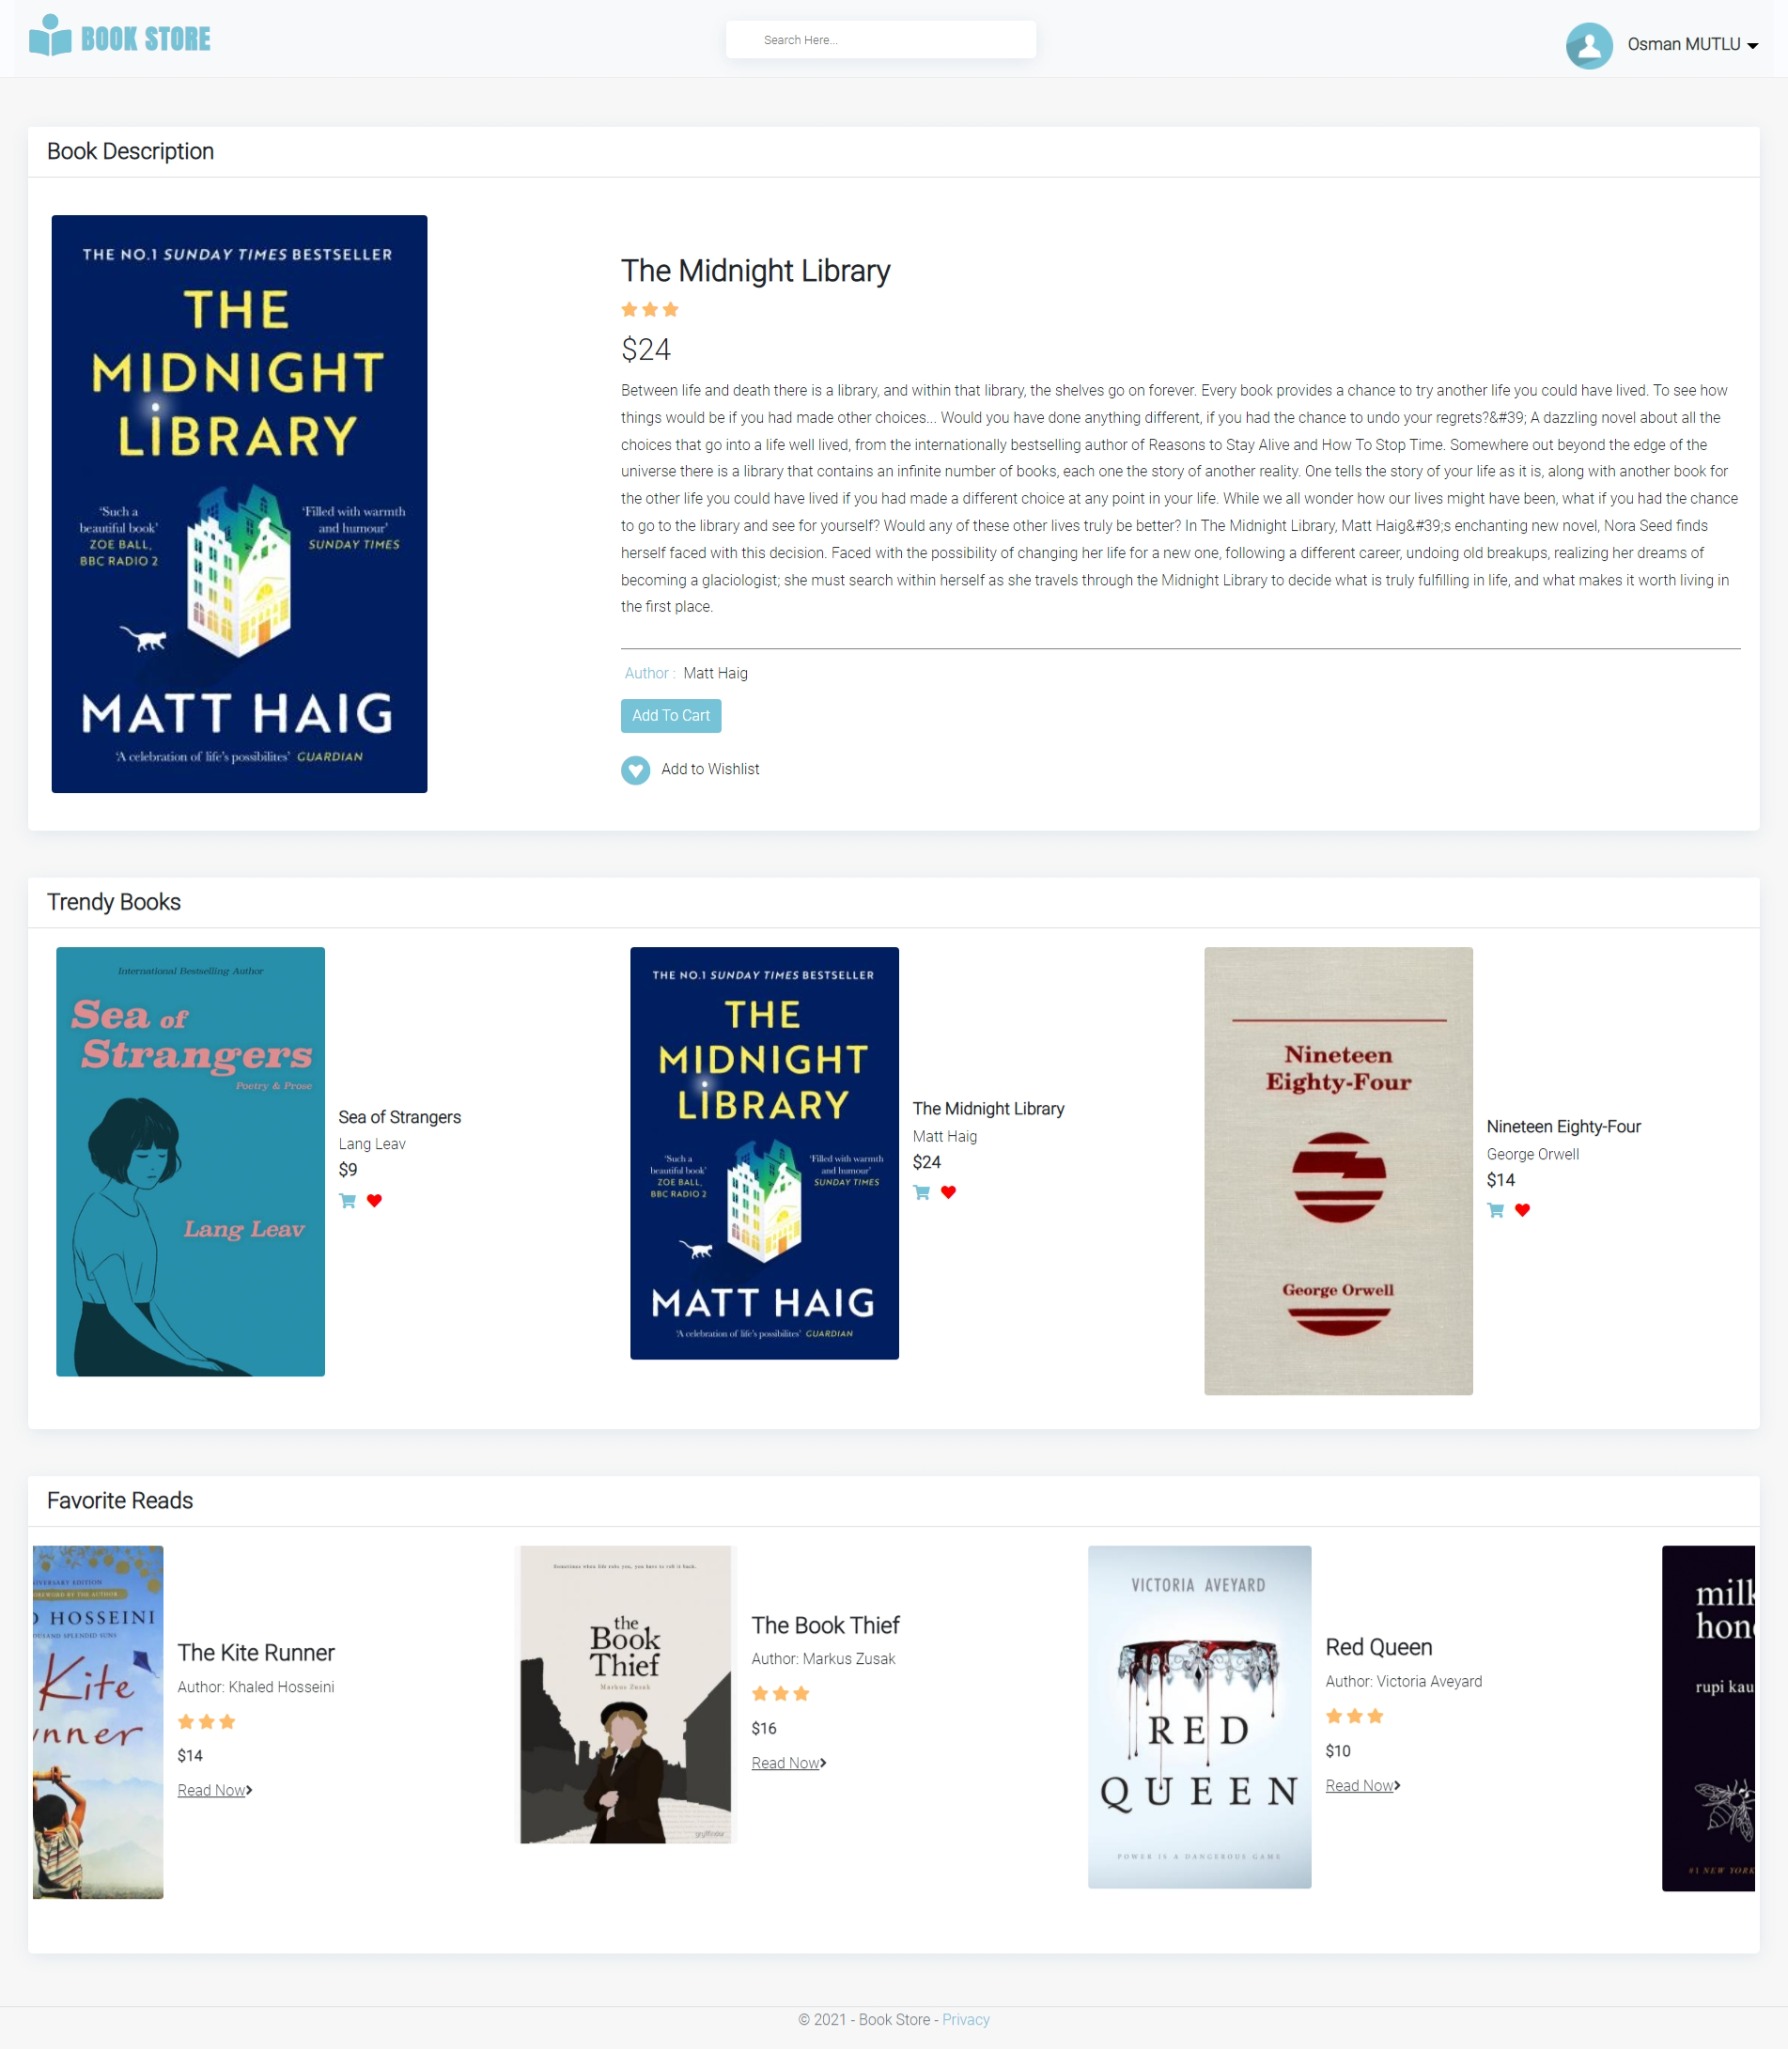 BOOK STORE
Search Here...
Osman MUTLU
Book Description
THE NO.1 SUNDAY TIMES BESTSELLER
THE
MIDNIGHT
LIBRARY
'Such a
beautiful book'
ZOE BALL,
BBC RADIO 2
'Filled with warmth
and humour'
SUNDAY TIMES
MATT HAIG
'A celebration of life's possibilites' GUARDIAN
The Midnight Library
$24
Between life and death there is a library, and within that library, the shelves go on forever. Every book provides a chance to try another life you could have lived. To see how
things would be if you had made other choices... Would you have done anything different, if you had the chance to undo your regrets?&#39; A dazzling novel about all the
choices that go into a life well lived, from the internationally bestselling author of Reasons to Stay Alive and How To Stop Time. Somewhere out beyond the edge of the
universe there is a library that contains an infinite number of books, each one the story of another reality. One tells the story of your life as it is, along with another book for
the other life you could have lived if you had made a different choice at any point in your life. While we all wonder how our lives might have been, what if you had the chance
to go to the library and see for yourself? Would any of these other lives truly be better? In The Midnight Library, Matt Haig&#39;s enchanting new novel, Nora Seed finds
herself faced with this decision. Faced with the possibility of changing her life for a new one, following a different career, undoing old breakups, realizing her dreams of
becoming a glaciologist; she must search within herself as she travels through the Midnight Library to decide what is truly fulfilling in life, and what makes it worth living in
the first place.
Author : Matt Haig
Add To Cart
Add to Wishlist
Trendy Books
International Bestselling Author
Sea of
Strangers
Poetry & Prose
Lang Leav
Sea of Strangers
Lang Leav
$9
THE NO.1 SUNDAY TIMES BESTSELLER
THE
MIDNIGHT
LIBRARY
'Such a
beautiful book'
ZOE BALL,
BBC RADIO 2
'Filled with warmth
and humour'
SUNDAY TIMES
MATT HAIG
'A celebration of life's possibilites' GUARDIAN
The Midnight Library
Matt Haig
$24
Nineteen
Eighty-Four
George Orwell
Nineteen Eighty-Four
George Orwell
$14
Favorite Reads
IVERSARY EDITION
OREWORD BY THE AUTHOR
D HOSSEINI
Kite
nner
The Kite Runner
Author: Khaled Hosseini
$14
Read Now
the
Book
Thief
Markus Zusak
The Book Thief
Author: Markus Zusak
$16
Read Now
VICTORIA AVEYARD
RED
QUEEN
POWER IS A DANGEROUS GAME
Red Queen
Author: Victoria Aveyard
$10
Read Now
milk
hone
rupi kau
#1 NEW YORK
© 2021 - Book Store - Privacy